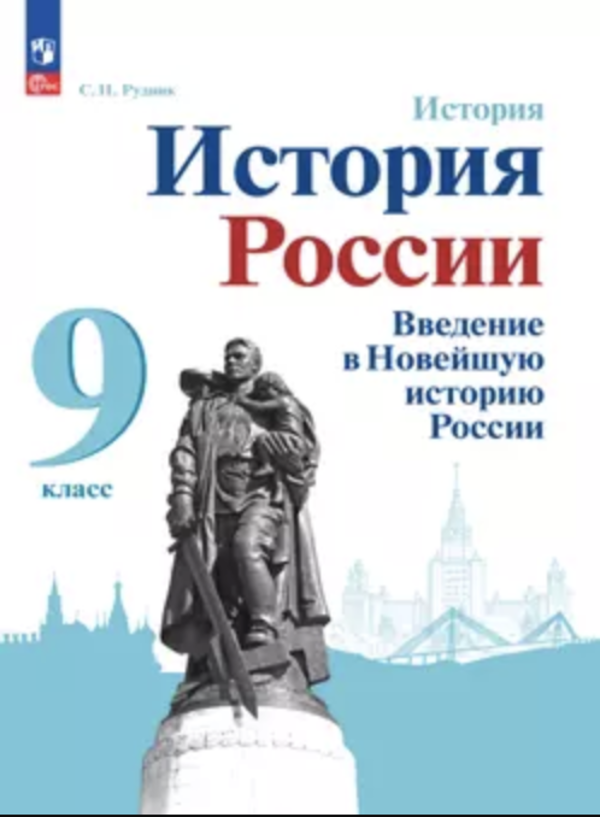 С.Н. Рудник
История
История
России
Введение
в Новейшую
историю
России
9
класс